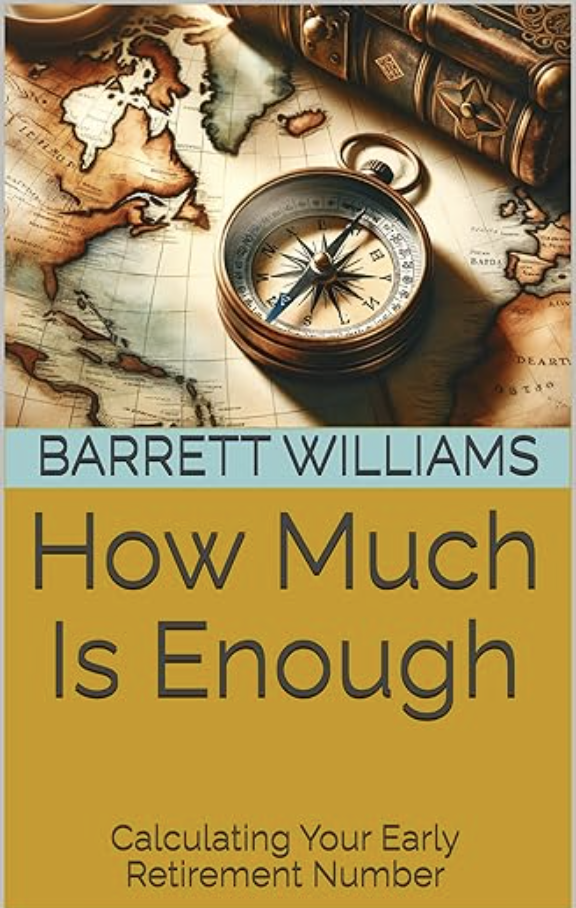 BARRETT WILLIAMS
How Much
Is Enough
Calculating Your Early
Retirement Number